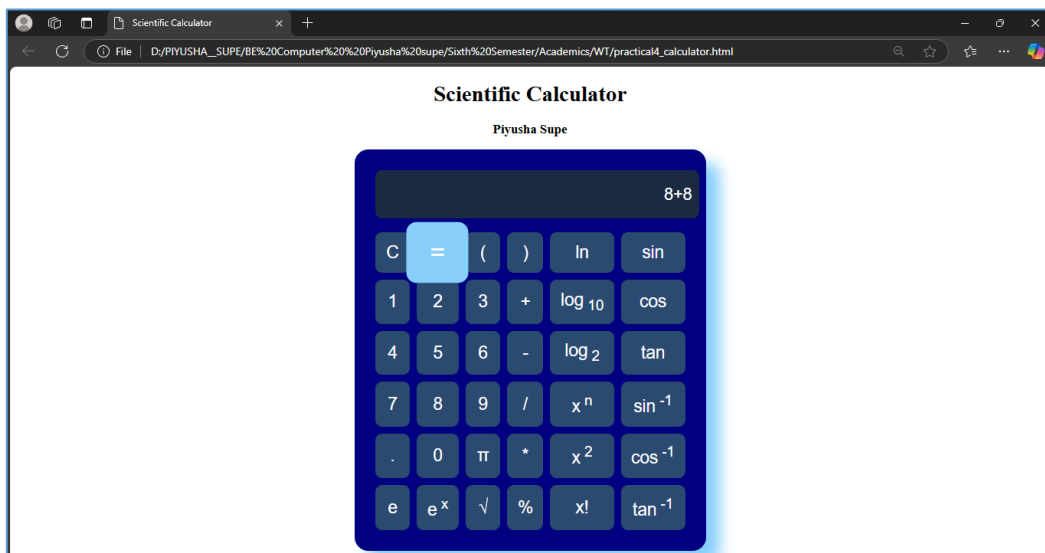 Scientific Calculator
File D:/PIYUSHA__SUPE/BE%20Computer%20%20Piyusha%20supe/Sixth%20Semester/Academics/WT/practical4_calculator.html
Scientific Calculator
Piyusha Supe
8+8
C = ( ) ln sin
1 2 3 + log 10 cos
4 5 6 - log 2 tan
7 8 9 / x n sin -1
. 0 π * x 2 cos -1
e e x √ % x! tan -1